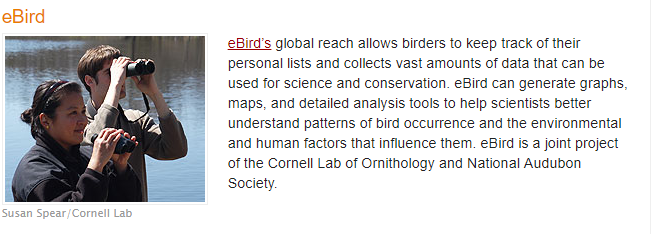 eBird
eBird's global reach allows birders to keep track of their
personal lists and collects vast amounts of data that can be
used for science and conservation. eBird can generate graphs,
maps, and detailed analysis tools to help scientists better
understand patterns of bird occurrence and the environmental
and human factors that influence them. eBird is a joint project
of the Cornell Lab of Ornithology and National Audubon
Society.
Susan Spear/Cornell Lab